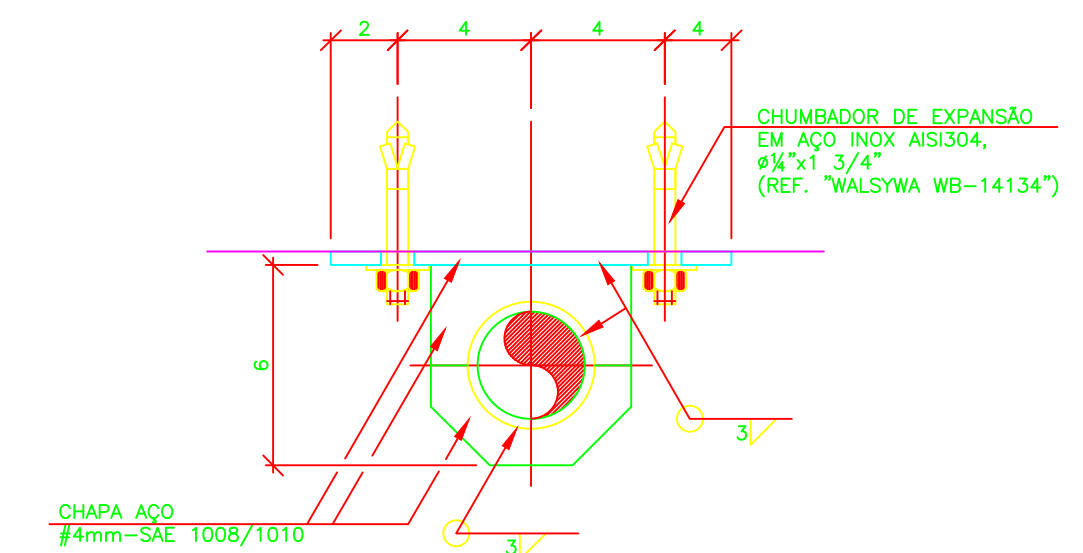 2 4 4 4
CHUMBADOR DE EXPANSÃO
EM AÇO INOX AISI304,
ø¼"x1 3/4"
(REF. "WALSYWA WB-14134")
6
3
CHAPA AÇO
#4mm-SAE 1008/1010
3